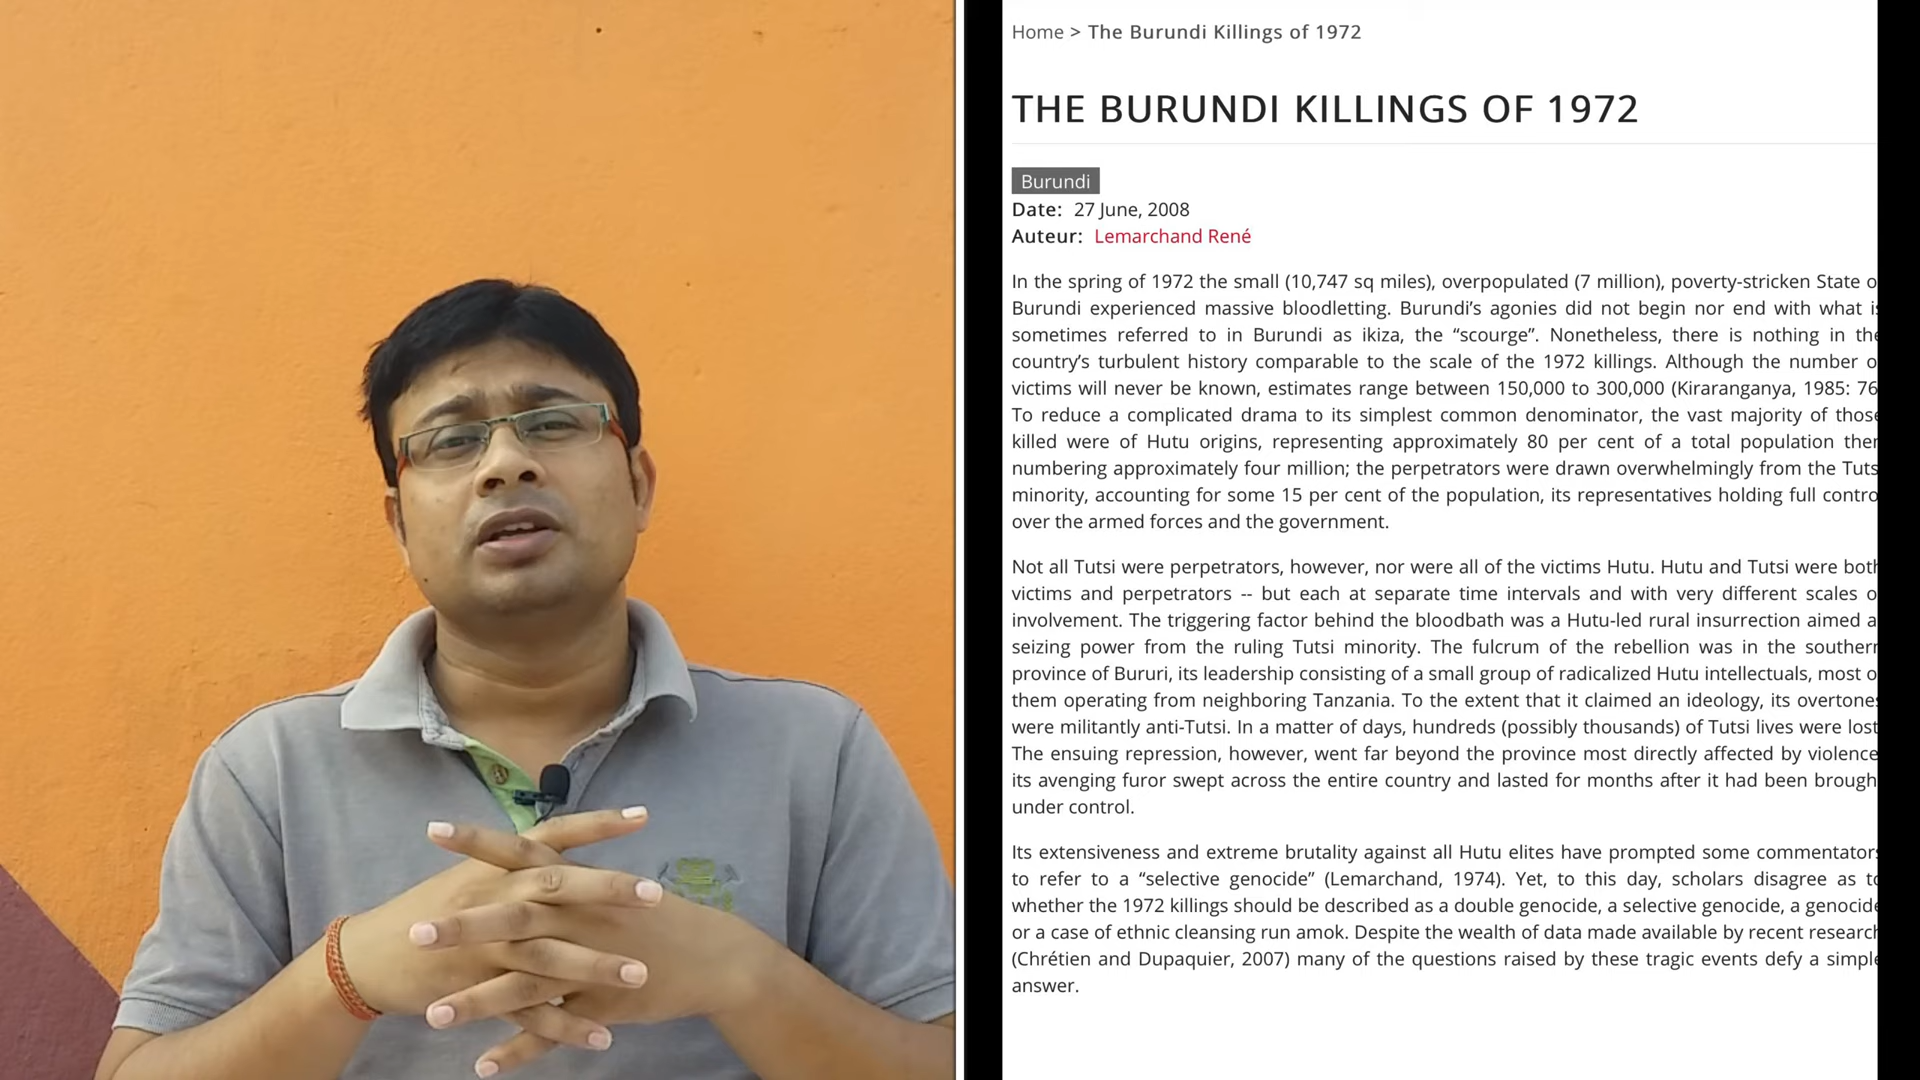 Home > The Burundi Killings of 1972
THE BURUNDI KILLINGS OF 1972
Burundi
Date: 27 June, 2008
Auteur: Lemarchand René
In the spring of 1972 the small (10,747 sq miles), overpopulated (7 million), poverty-stricken State o
Burundi experienced massive bloodletting. Burundi’s agonies did not begin nor end with what is
sometimes referred to in Burundi as ikiza, the “scourge”. Nonetheless, there is nothing in the
country’s turbulent history comparable to the scale of the 1972 killings. Although the number o
victims will never be known, estimates range between 150,000 to 300,000 (Kiraranganya, 1985: 76
To reduce a complicated drama to its simplest common denominator, the vast majority of those
killed were of Hutu origins, representing approximately 80 per cent of a total population then
numbering approximately four million; the perpetrators were drawn overwhelmingly from the Tuts
minority, accounting for some 15 per cent of the population, its representatives holding full contro
over the armed forces and the government.
Not all Tutsi were perpetrators, however, nor were all of the victims Hutu. Hutu and Tutsi were both
victims and perpetrators -- but each at separate time intervals and with very different scales o
involvement. The triggering factor behind the bloodbath was a Hutu-led rural insurrection aimed a
seizing power from the ruling Tutsi minority. The fulcrum of the rebellion was in the southern
province of Bururi, its leadership consisting of a small group of radicalized Hutu intellectuals, most o
them operating from neighboring Tanzania. To the extent that it claimed an ideology, its overtones
were militantly anti-Tutsi. In a matter of days, hundreds (possibly thousands) of Tutsi lives were lost
The ensuing repression, however, went far beyond the province most directly affected by violence
its avenging furor swept across the entire country and lasted for months after it had been brough
under control.
Its extensiveness and extreme brutality against all Hutu elites have prompted some commentators
to refer to a “selective genocide” (Lemarchand, 1974). Yet, to this day, scholars disagree as to
whether the 1972 killings should be described as a double genocide, a selective genocide, a genocide
or a case of ethnic cleansing run amok. Despite the wealth of data made available by recent research
(Chrétien and Dupaquier, 2007) many of the questions raised by these tragic events defy a simple
answer.